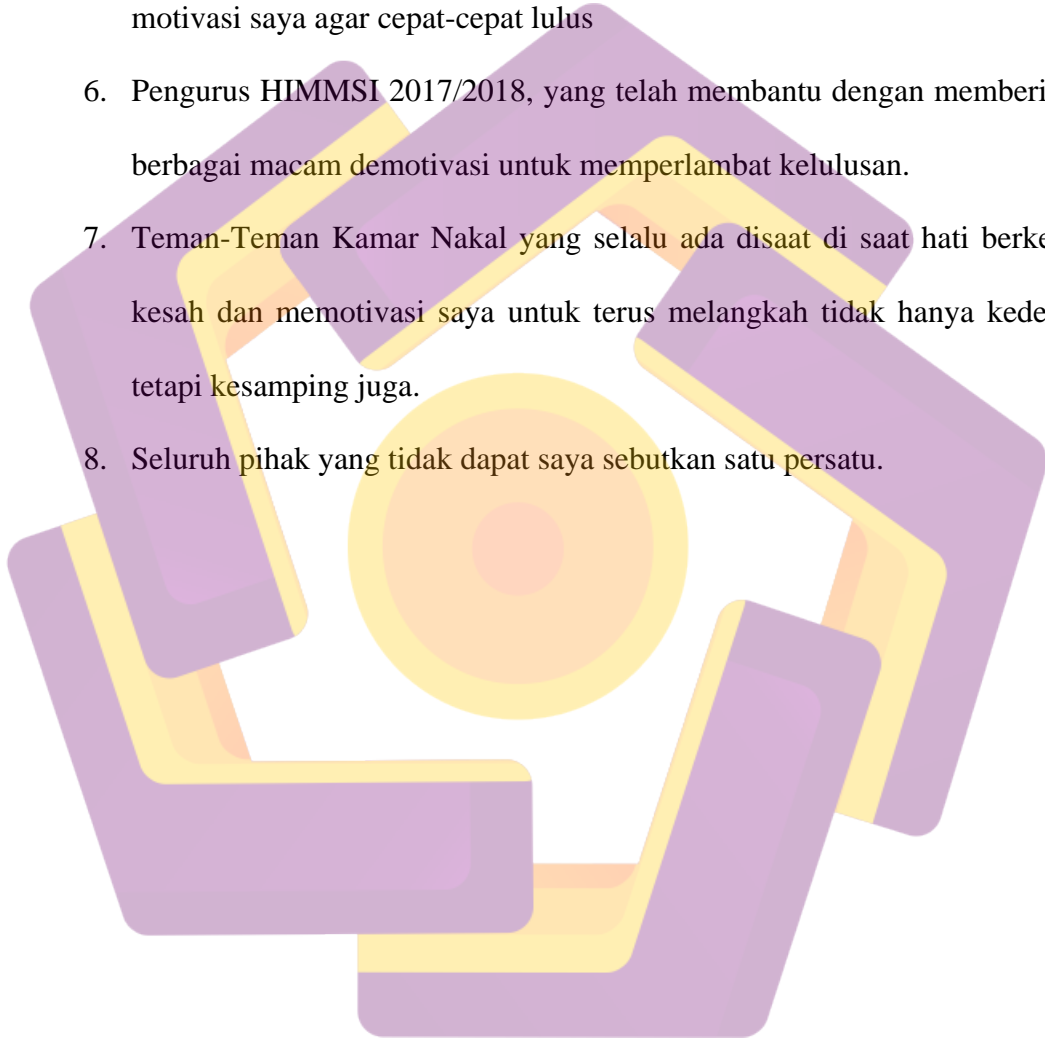 motivasi saya agar cepat-cepat lulus
6. Pengurus HIMMSI 2017/2018, yang telah membantu dengan memberi
berbagai macam demotivasi untuk memperlambat kelulusan.
7. Teman-Teman Kamar Nakal yang selalu ada disaat di saat hati berke
kesah dan memotivasi saya untuk terus melangkah tidak hanya kede
tetapi kesamping juga.
8. Seluruh pihak yang tidak dapat saya sebutkan satu persatu.